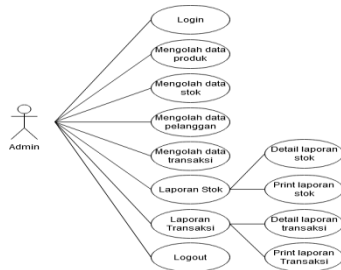 Login
Mengolah data
produk
Mengolah data
stok
Mengolah data
pelanggan
Admin
Mengolah data
transaksi
Detail laporan
stok
Laporan Stok
Print laporan
stok
Laporan
Transaksi
Detail laporan
transaksi
Logout
Print laporan
Transaksi